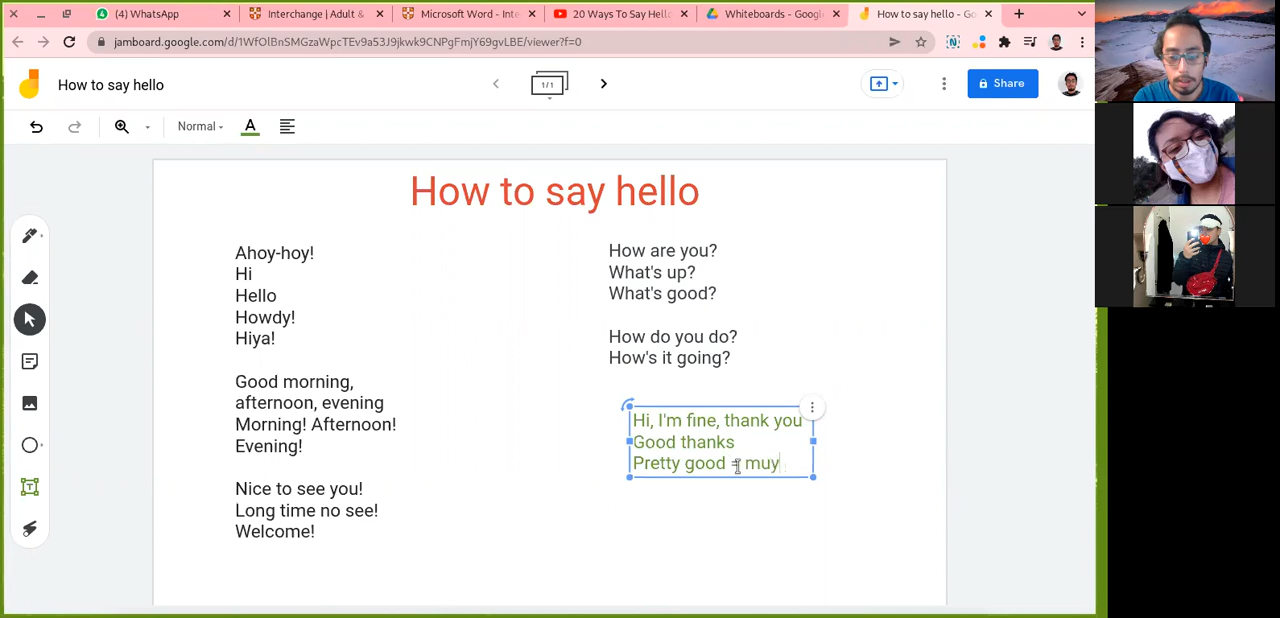 (4) WhatsApp
Interchange | Adult &
Microsoft Word - Inte
20 Ways To Say Hello
Whiteboards - Google
How to say hello - Go
jamboard.google.com/d/1WfOlBnSMGzaWpcTEv9aS3J9jkwk9CNPgFmjY69gvLBE/viewer?f=0
How to say hello
1/1
Share
Normal
How to say hello
Ahoy-hoy!
Hi
Hello
Howdy!
Hiya!
Good morning,
afternoon, evening
Morning! Afternoon!
Evening!
Nice to see you!
Long time no see!
Welcome!
How are you?
What's up?
What's good?
How do you do?
How's it going?
Hi, I'm fine, thank you
Good thanks
Pretty good = muy